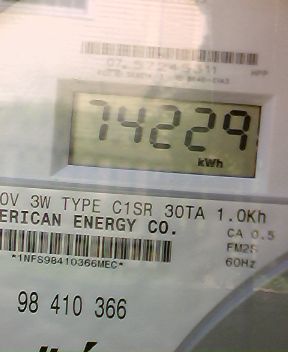 74229
kWh
0V 3W TYPE C1SR 30TA 1.0Kh
ERICAN ENERGY CO.
CA 0.5
FM2S
60Hz
*1NFS98410366MEC*
98 410 366